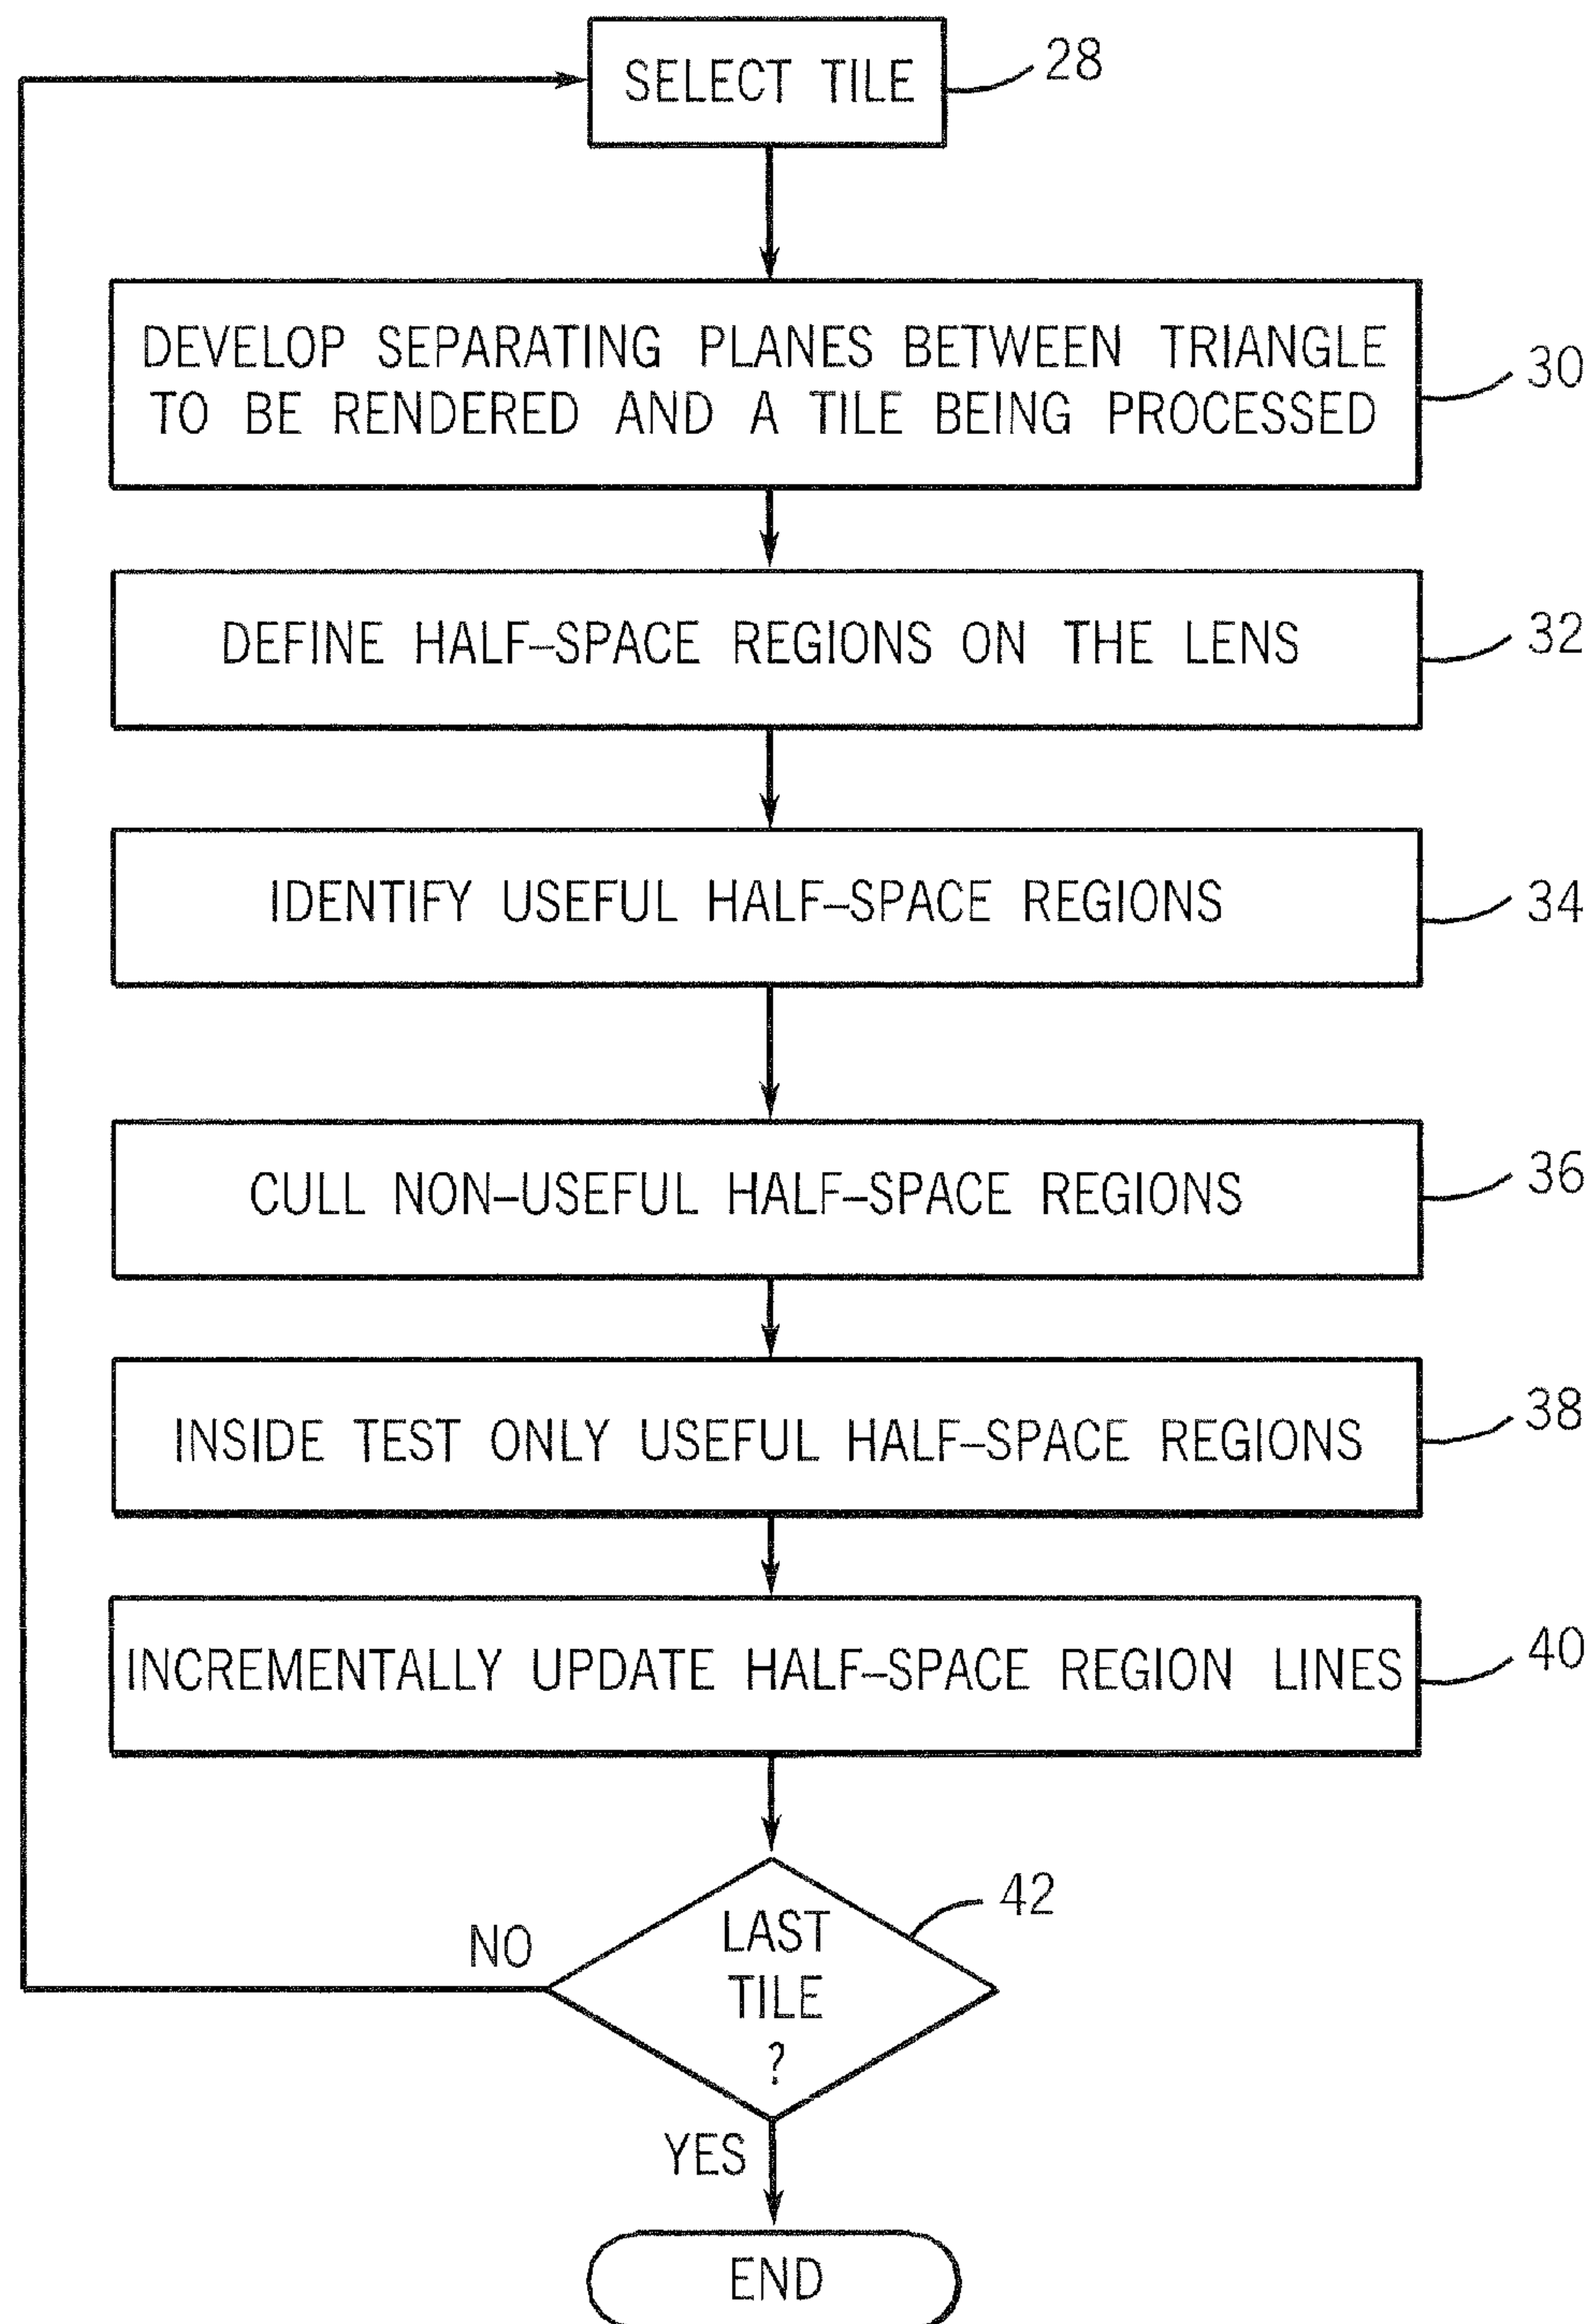 SELECT TILE
28
DEVELOP SEPARATING PLANES BETWEEN TRIANGLE
TO BE RENDERED AND A TILE BEING PROCESSED
30
DEFINE HALF–SPACE REGIONS ON THE LENS
32
IDENTIFY USEFUL HALF–SPACE REGIONS
34
CULL NON–USEFUL HALF–SPACE REGIONS
36
INSIDE TEST ONLY USEFUL HALF–SPACE REGIONS
38
INCREMENTALLY UPDATE HALF–SPACE REGION LINES
40
42
LAST
TILE
?
NO
YES
END